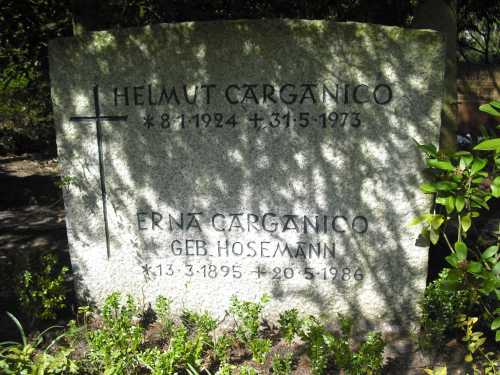 HELMUT CARGANICO
*8·1·1924 +31·5·1973
ERNA CARGANICO
GEB. HOSEMANN
*13·3·1895 +20·5·1986